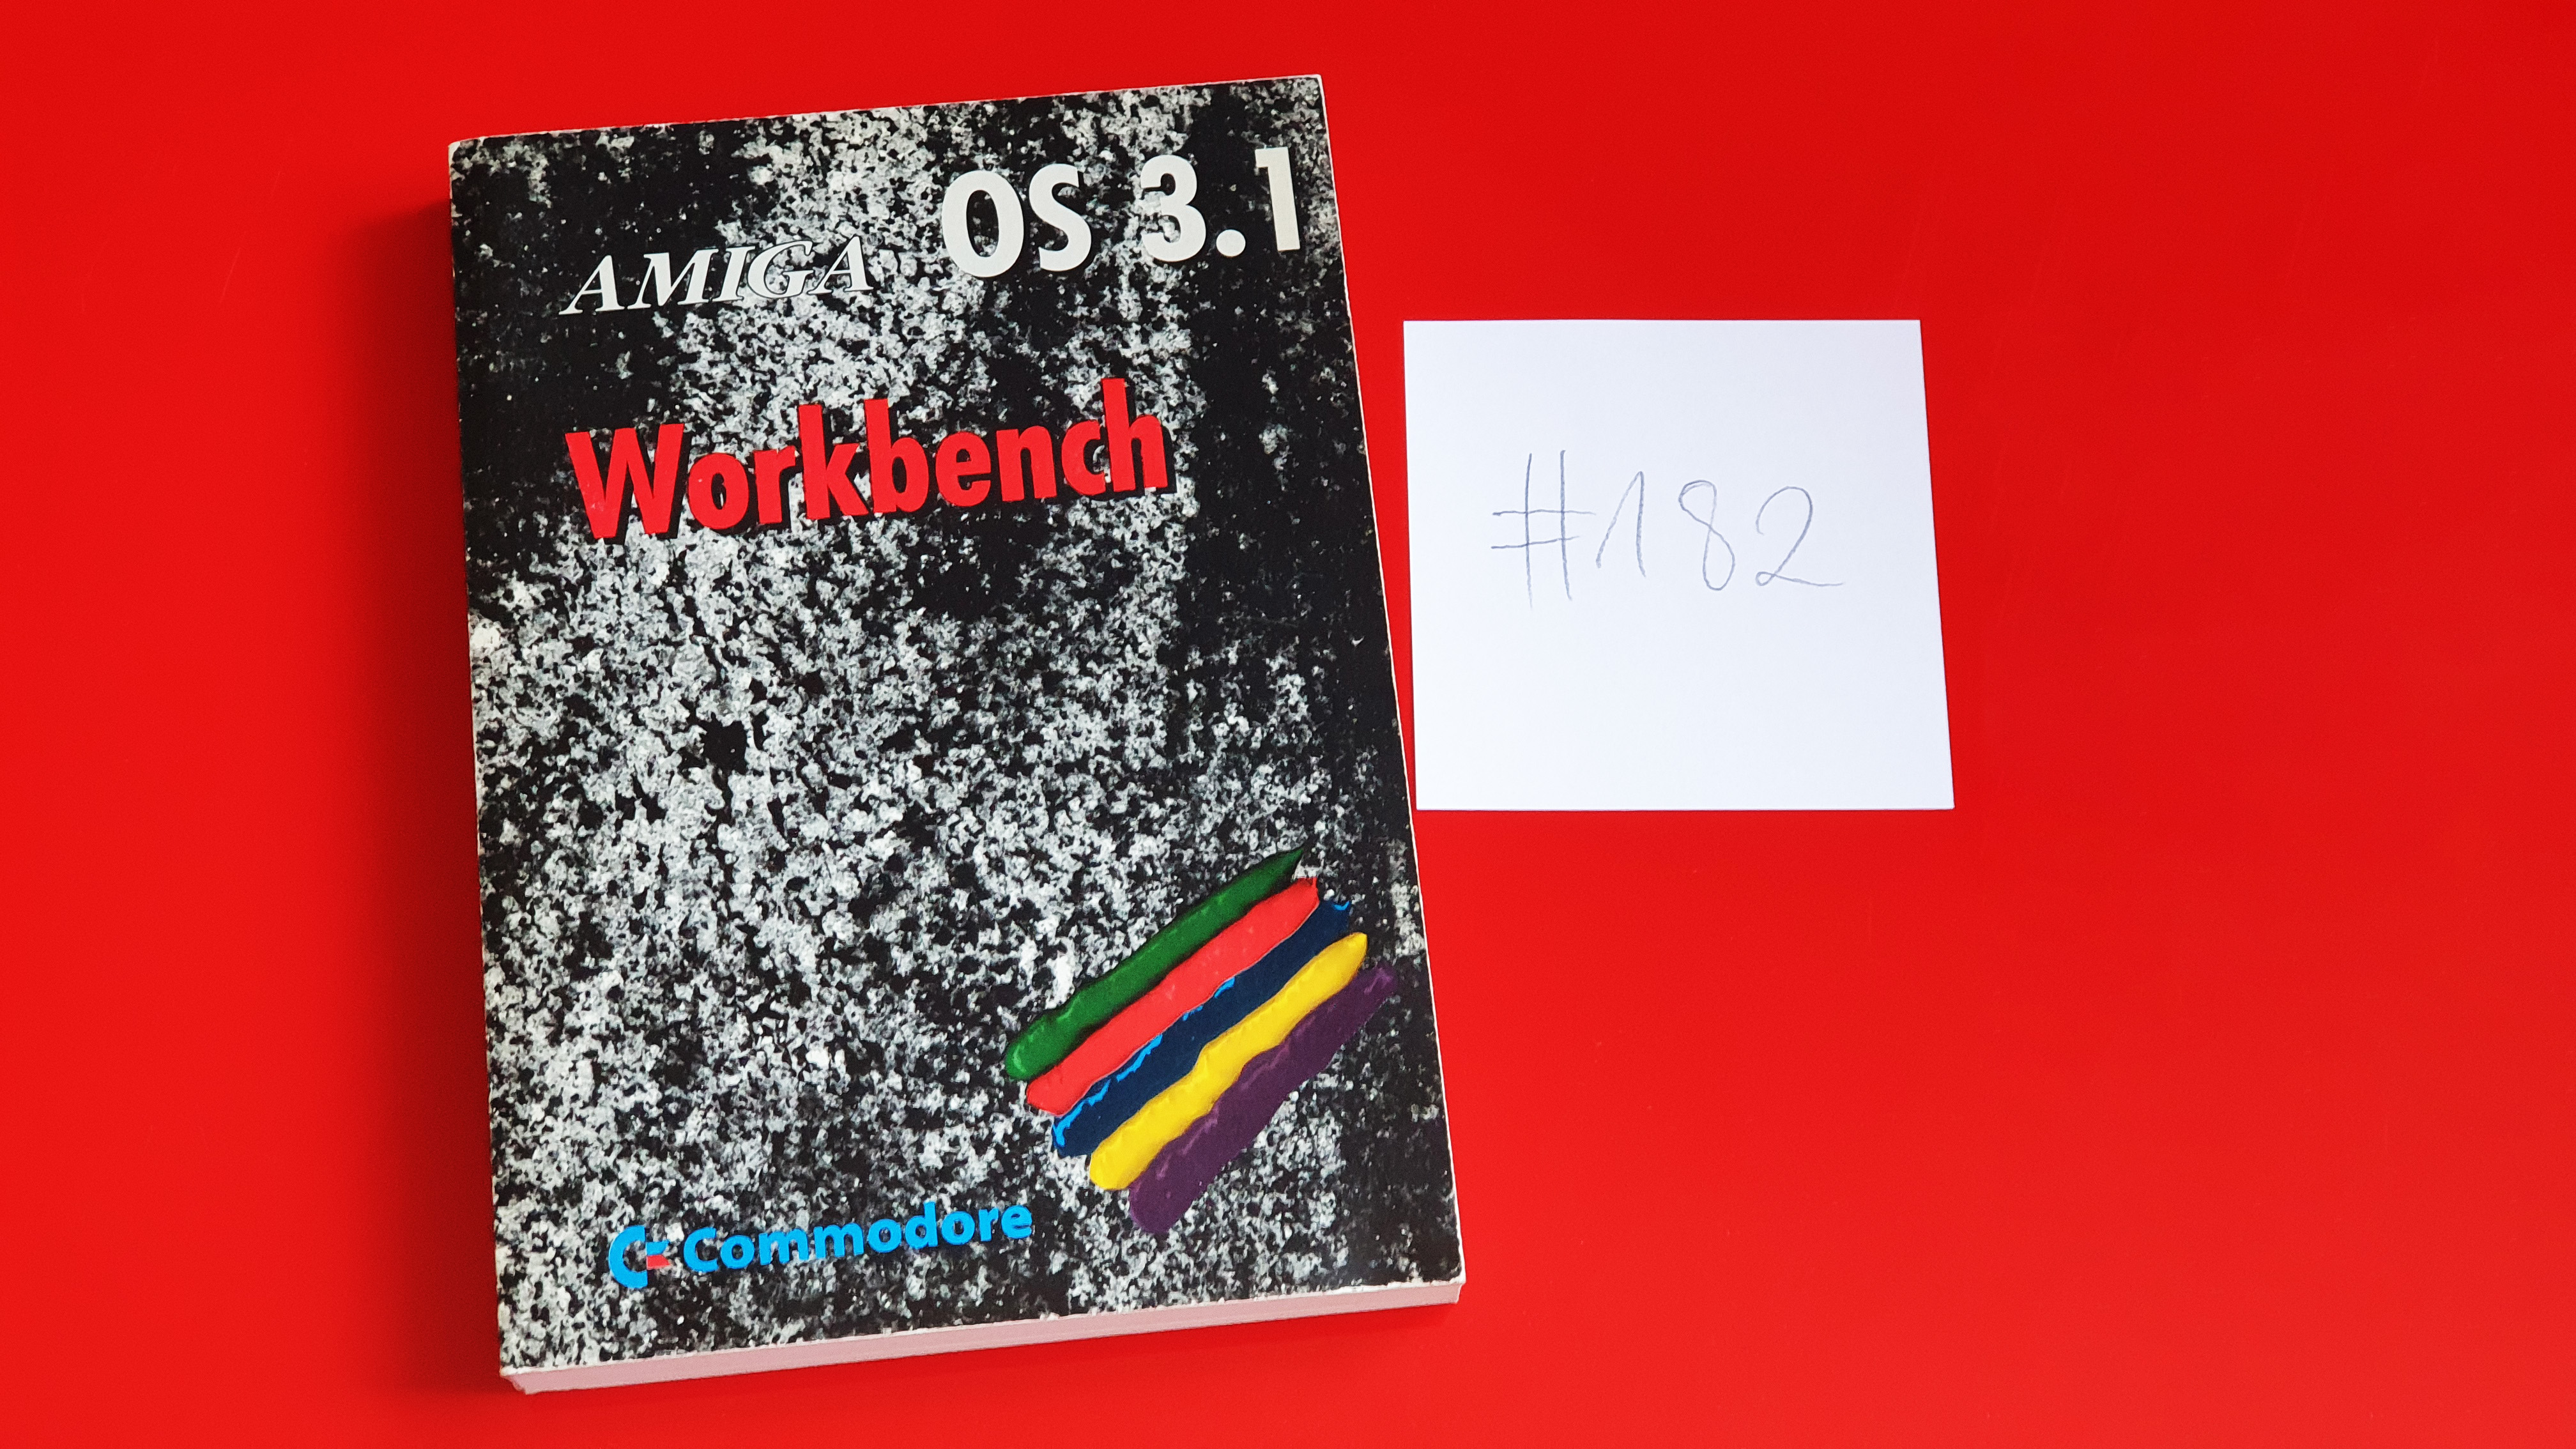 AMIGA OS 3.1
Workbench
Commodore
#182